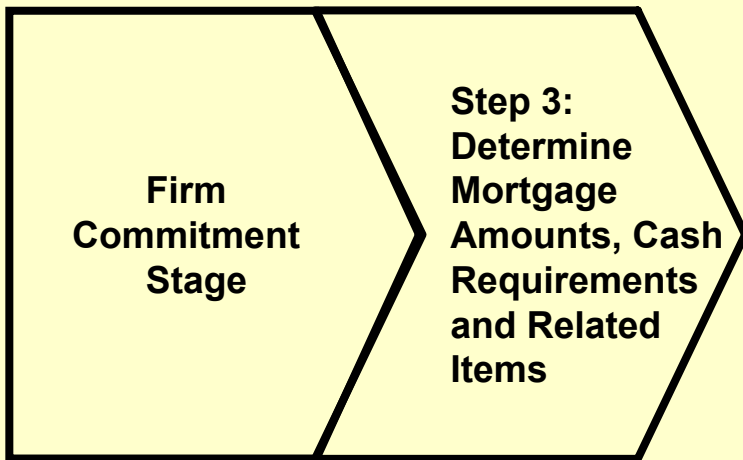 Firm
Commitment
Stage
Step 3:
Determine
Mortgage
Amounts, Cash
Requirements
and Related
Items